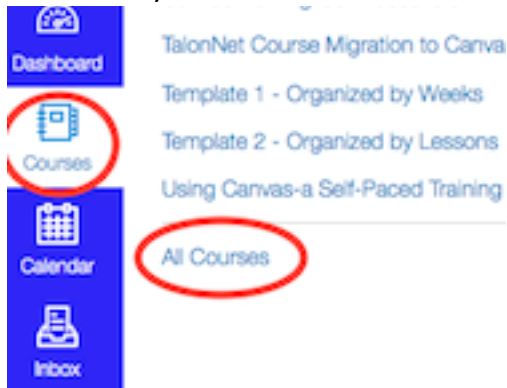 Dashboard
TalonNet Course Migration to Canva
Template 1 - Organized by Weeks
Courses
Template 2 - Organized by Lessons
Using Canvas-a Self-Paced Training
Calendar
All Courses
Inbox